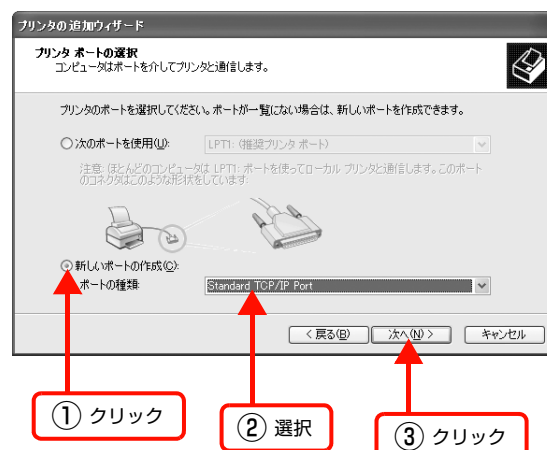 プリンタの追加ウィザード
プリンタ ポートの選択
コンピュータはポートを介してプリンタと通信します。
プリンタのポートを選択してください。ポートが一覧にない場合は、新しいポートを作成できます。
次のポートを使用(U):
LPT1: (推奨プリンタ ポート)
注意: ほとんどのコンピュータは LPT1: ポートを使ってローカル プリンタと通信します。このポート
のコネクタはこのような形状をしています:
新しいポートの作成(C):
ポートの種類:
Standard TCP/IP Port
< 戻る(B)
次へ(N) >
キャンセル
① クリック
② 選択
③ クリック